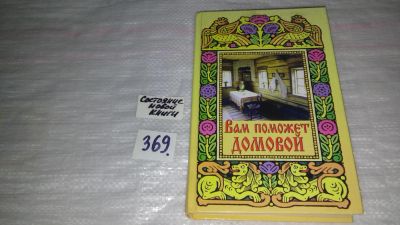 Состояние
новой
книги
369.
Вам поможет
домовой